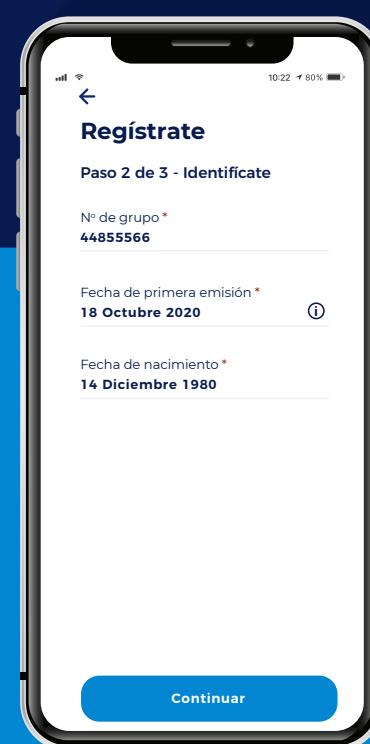 10:22 80%
Regístrate
Paso 2 de 3 - Identifícate
Nº de grupo *
44855566
Fecha de primera emisión *
18 Octubre 2020
Fecha de nacimiento *
14 Diciembre 1980
Continuar